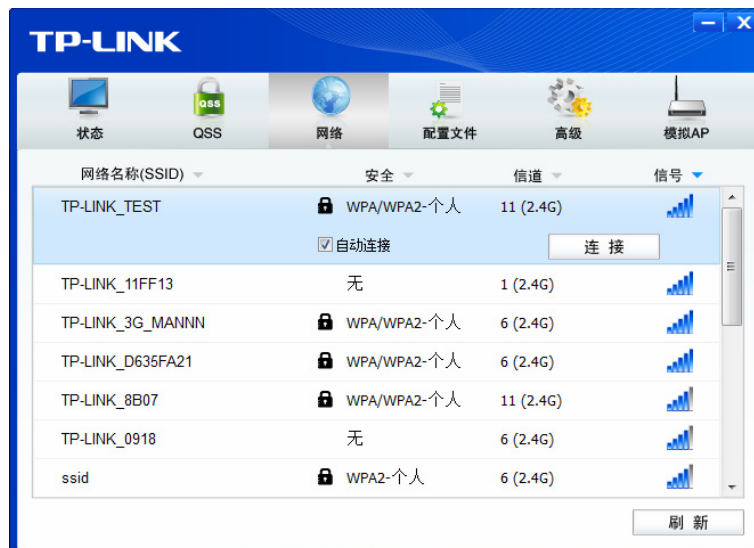 TP-LINK
QSS
状态 QSS 网络 配置文件 高级 模拟AP
网络名称(SSID) 安全 信道 信号
TP-LINK_TEST WPA/WPA2-个人 11 (2.4G)
自动连接 连 接
TP-LINK_11FF13 无 1 (2.4G)
TP-LINK_3G_MANNN WPA/WPA2-个人 6 (2.4G)
TP-LINK_D635FA21 WPA/WPA2-个人 6 (2.4G)
TP-LINK_8B07 WPA/WPA2-个人 11 (2.4G)
TP-LINK_0918 无 6 (2.4G)
ssid WPA2-个人 6 (2.4G)
刷 新